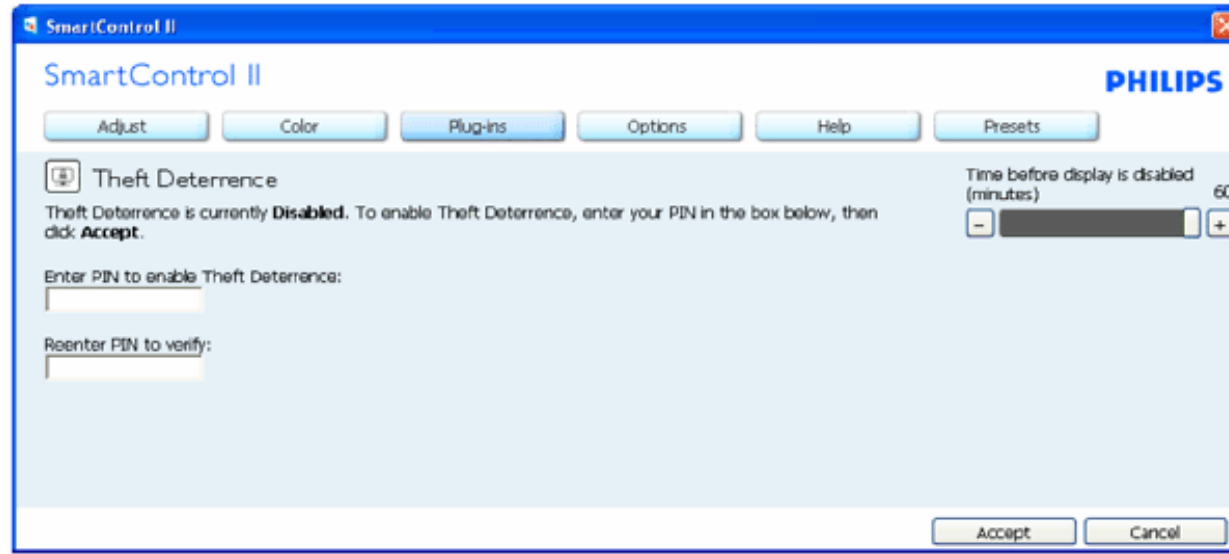 SmartControl II
SmartControl II
PHILIPS
Adjust Color Plug-ins Options Help Presets
Theft Deterrence
Theft Deterrence is currently Disabled. To enable Theft Deterrence, enter your PIN in the box below, then
click Accept.
Time before display is disabled
(minutes) 60
- +
Enter PIN to enable Theft Deterrence:
Reenter PIN to verify:
Accept Cancel